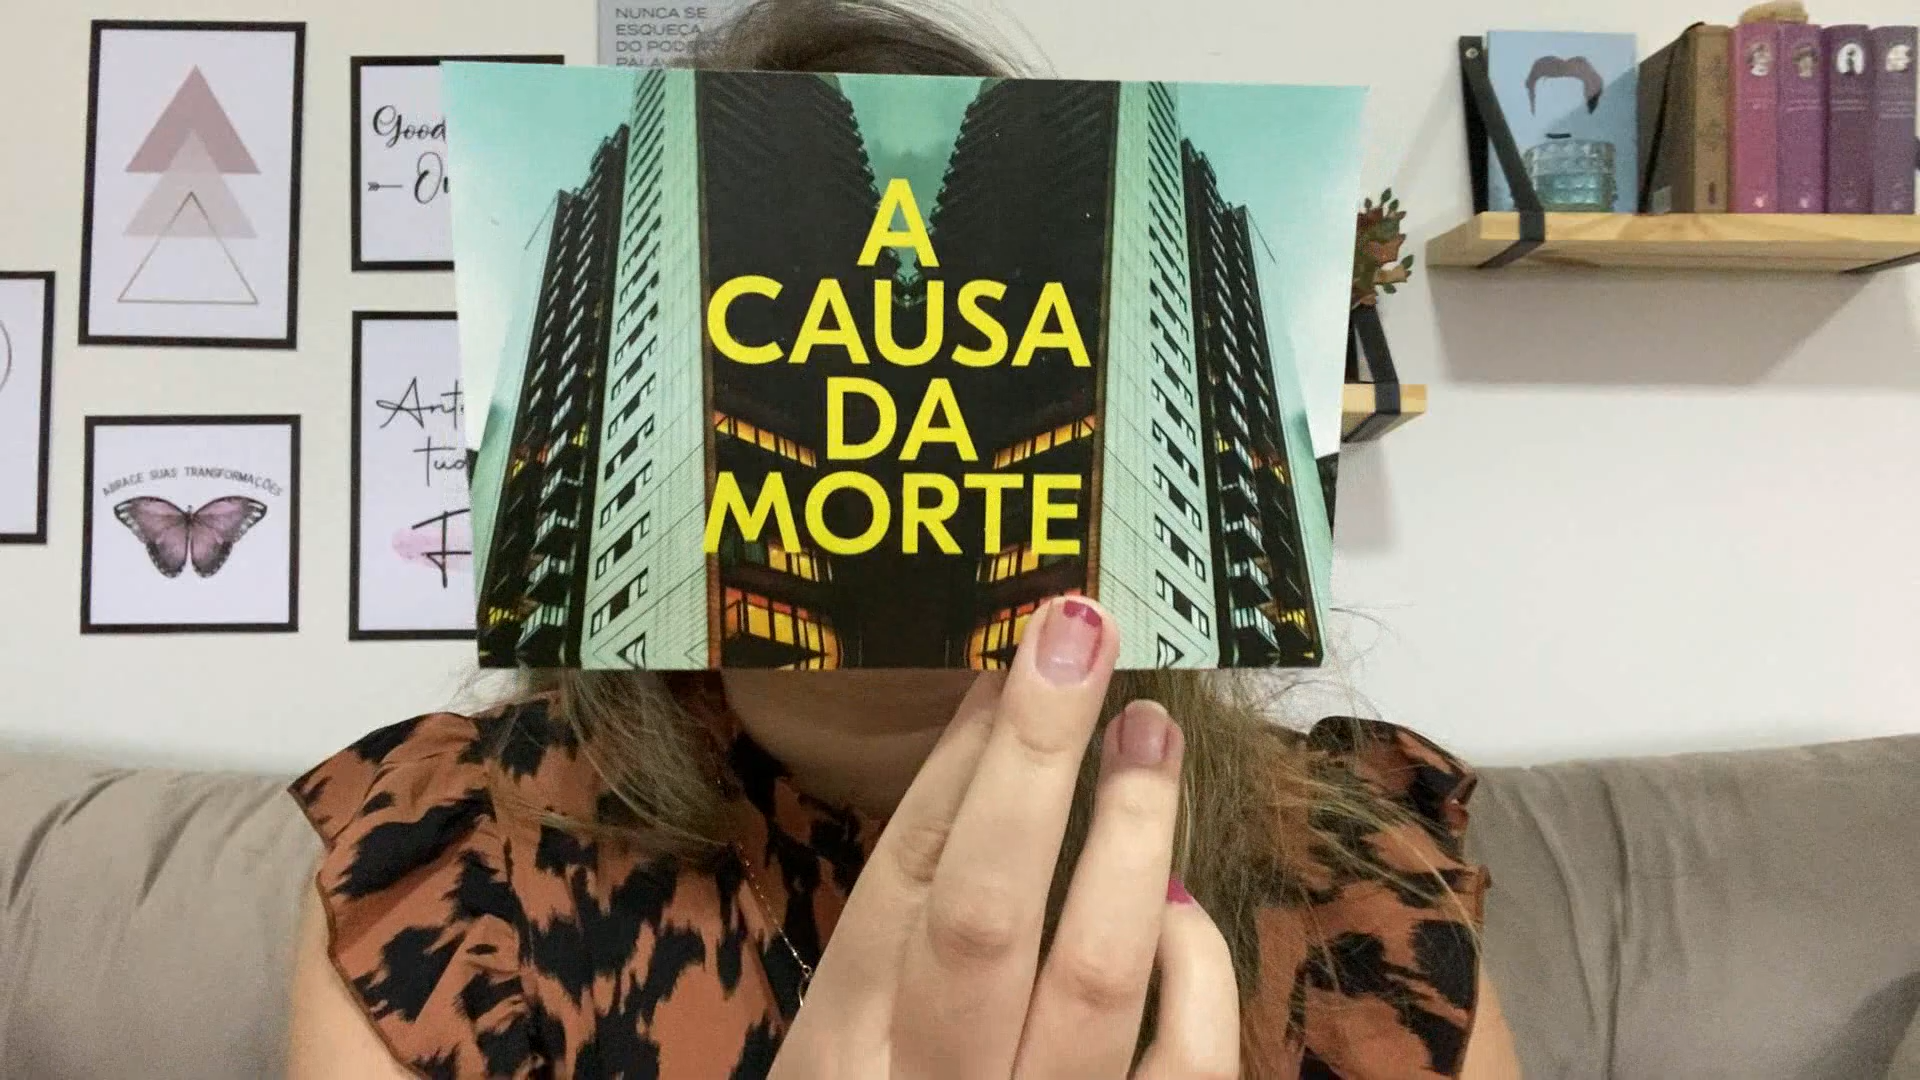 NUNCA SE
ESQUEÇA
DO PODER
Good
A
CAUSA
DA
MORTE
ABRACE SUAS TRANSFORMAÇÕES